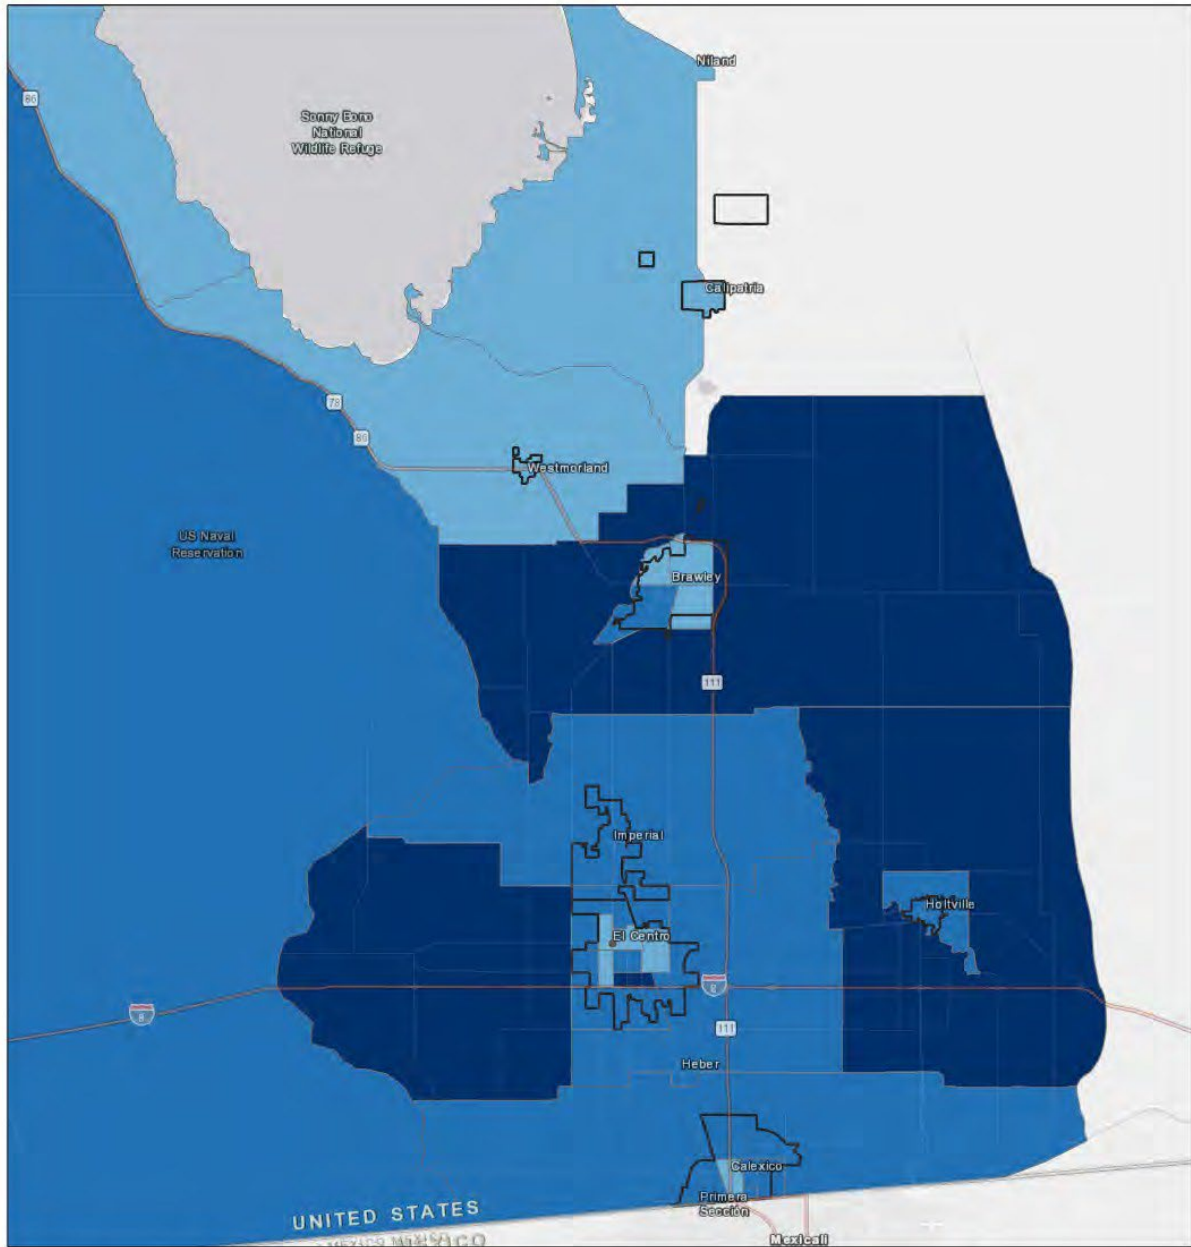 Niland
86
Sonny Bono
National
Wildlife Refuge
Calipatria
78
86
Westmorland
US Naval
Reservation
Brawley
111
Imperial
Holtville
El Centro
8
8
111
Heber
Calexico
Primera
Sección
UNITED STATES
MEXICO
Mexicali